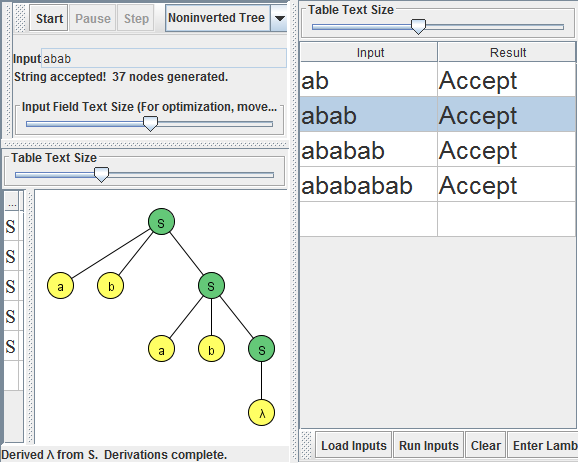 Start Pause Step Noninverted Tree
Input abab
String accepted! 37 nodes generated.
Input Field Text Size (For optimization, move...
Table Text Size
...
S
S
S
S
S
S
a b S
a b S
λ
Derived λ from S. Derivations complete.
Table Text Size
Input Result
ab Accept
abab Accept
ababab Accept
abababab Accept
Load Inputs Run Inputs Clear Enter Lamb